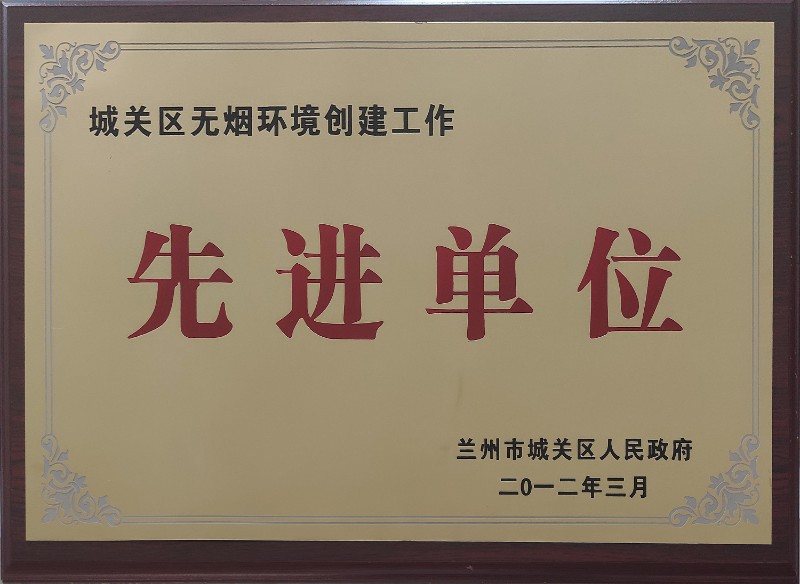 城关区无烟环境创建工作
先进单位
兰州市城关区人民政府
二0一二年三月